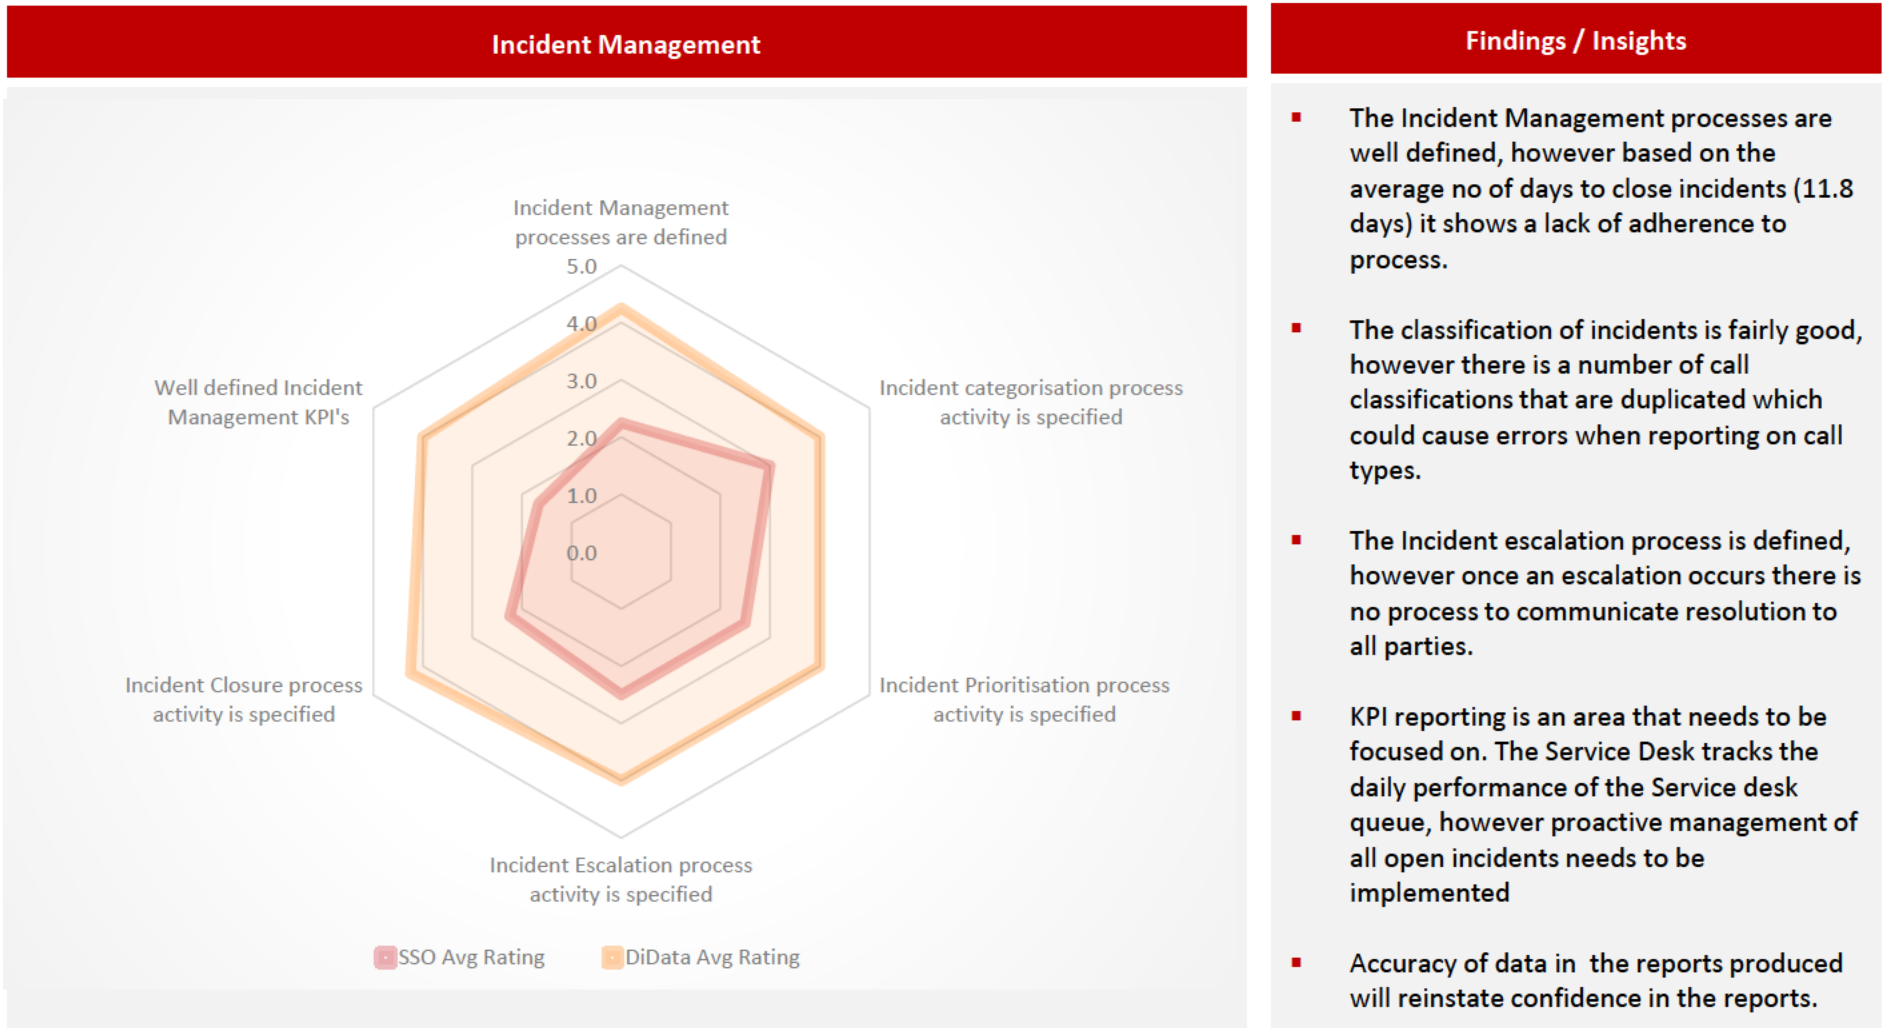 Incident Management
Incident Management
processes are defined
5.0
4.0
3.0
2.0
1.0
0.0
Incident categorisation process
activity is specified
Incident Prioritisation process
activity is specified
Incident Escalation process
activity is specified
Incident Closure process
activity is specified
Well defined Incident
Management KPI's
SSO Avg Rating
DiData Avg Rating
Findings / Insights
▪ The Incident Management processes are
well defined, however based on the
average no of days to close incidents (11.8
days) it shows a lack of adherence to
process.
▪ The classification of incidents is fairly good,
however there is a number of call
classifications that are duplicated which
could cause errors when reporting on call
types.
▪ The Incident escalation process is defined,
however once an escalation occurs there is
no process to communicate resolution to
all parties.
▪ KPI reporting is an area that needs to be
focused on. The Service Desk tracks the
daily performance of the Service desk
queue, however proactive management of
all open incidents needs to be
implemented
▪ Accuracy of data in  the reports produced
will reinstate confidence in the reports.